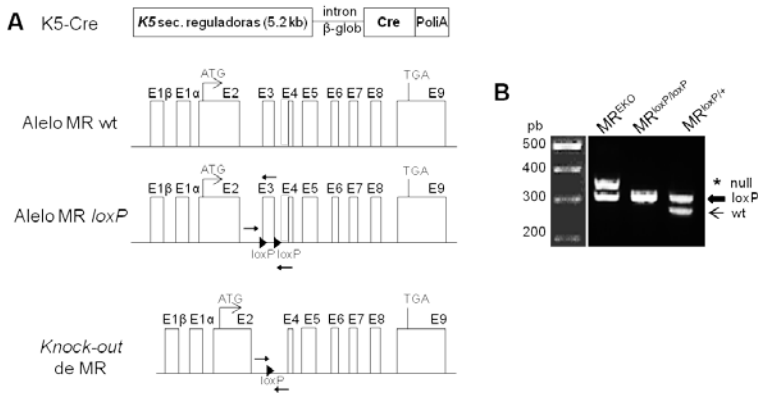 A
K5-Cre
K5 sec. reguladoras (5.2 kb)
intron
β-glob
Cre
PoliA
Alelo MR wt
ATG
TGA
E1β E1α E2 E3 E4 E5 E6 E7 E8 E9
Alelo MR loxP
ATG
TGA
E1β E1α E2 E3 E4 E5 E6 E7 E8 E9
loxP loxP
Knock-out
de MR
ATG
TGA
E1β E1α E2 E4 E5 E6 E7 E8 E9
loxP
B
pb
MR^EKO
MR^loxP/loxP
MR^loxP/+
500
400
300
200
* null
loxP
wt